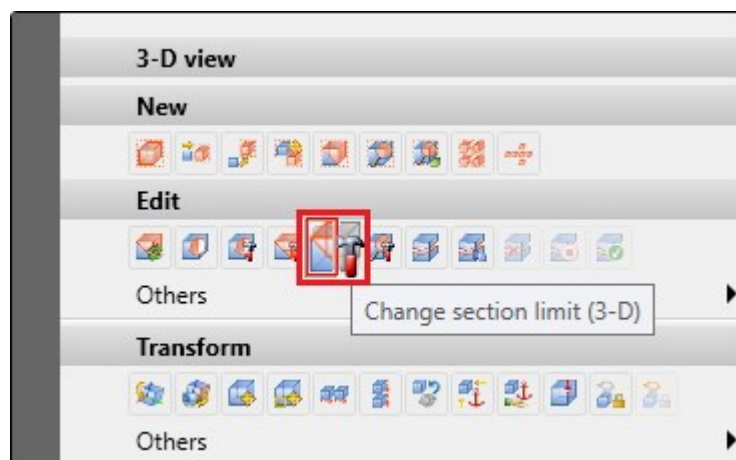 3-D view
New
Edit
Others
Change section limit (3-D)
Transform
Others